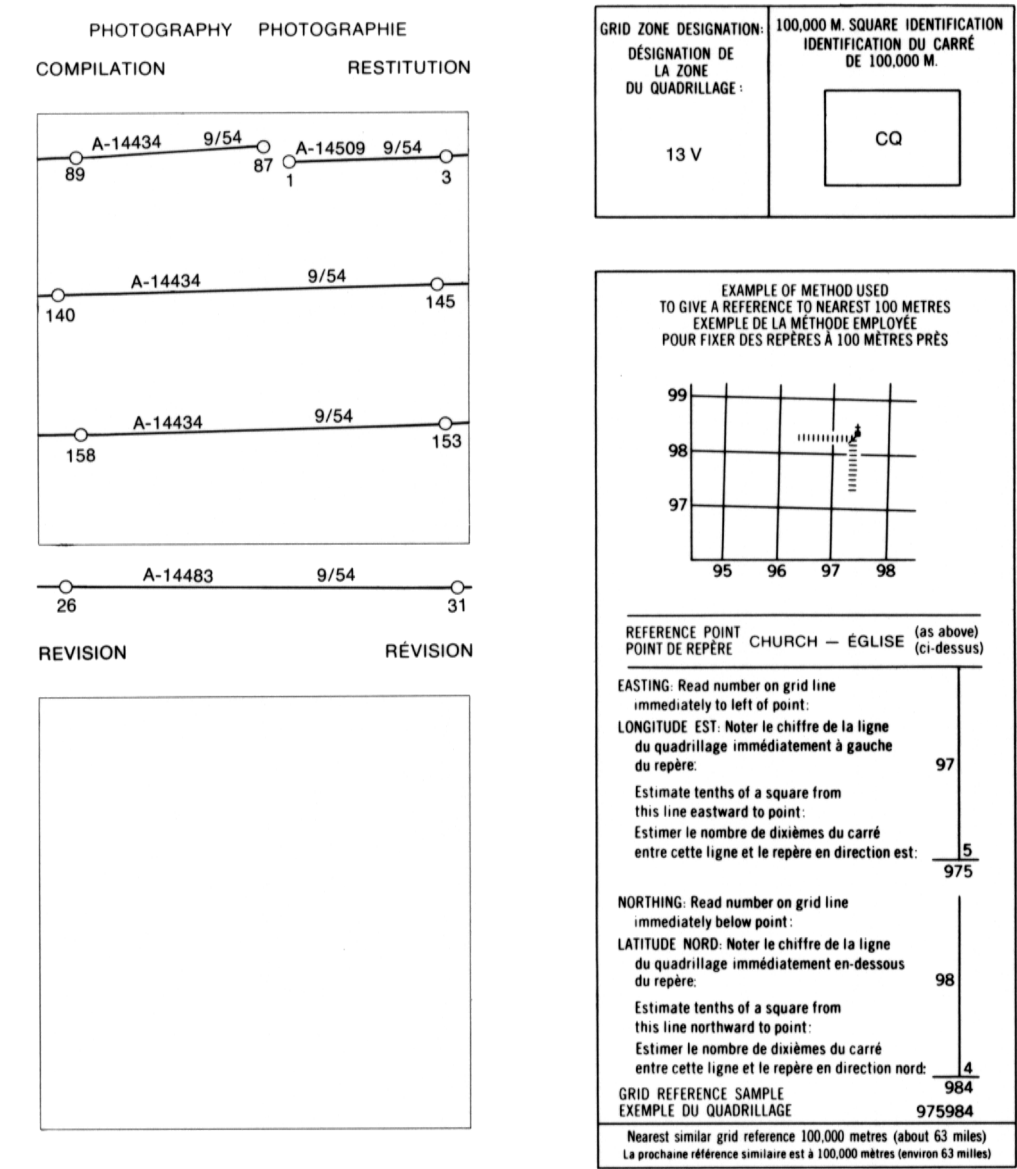 PHOTOGRAPHY PHOTOGRAPHIE
COMPILATION RESTITUTION
A-14434 9/54 A-14509 9/54
89 87 1 3
A-14434 9/54
140 145
A-14434 9/54
158 153
A-14483 9/54
26 31
REVISION RÉVISION
GRID ZONE DESIGNATION:
DÉSIGNATION DE
LA ZONE
DU QUADRILLAGE:
13 V
100,000 M. SQUARE IDENTIFICATION
IDENTIFICATION DU CARRÉ
DE 100,000 M.
CQ
EXAMPLE OF METHOD USED
TO GIVE A REFERENCE TO NEAREST 100 METRES
EXEMPLE DE LA MÉTHODE EMPLOYÉE
POUR FIXER DES REPÈRES À 100 MÈTRES PRÈS
99
98
97
95 96 97 98
REFERENCE POINT
POINT DE REPÈRE
CHURCH — ÉGLISE
(as above)
(ci-dessus)
EASTING: Read number on grid line
immediately to left of point:
LONGITUDE EST: Noter le chiffre de la ligne
du quadrillage immédiatement à gauche
du repère: 97
Estimate tenths of a square from
this line eastward to point:
Estimer le nombre de dixièmes du carré
entre cette ligne et le repère en direction est: 5
975
NORTHING: Read number on grid line
immediately below point:
LATITUDE NORD: Noter le chiffre de la ligne
du quadrillage immédiatement en-dessous
du repère: 98
Estimate tenths of a square from
this line northward to point:
Estimer le nombre de dixièmes du carré
entre cette ligne et le repère en direction nord: 4
984
GRID REFERENCE SAMPLE
EXEMPLE DU QUADRILLAGE 975984
Nearest similar grid reference 100,000 metres (about 63 miles)
La prochaine référence similaire est à 100,000 mètres (environ 63 milles)